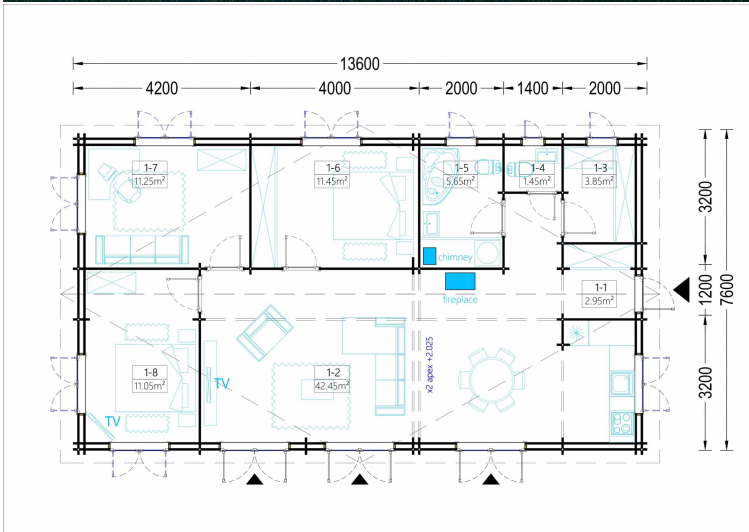 13600
4200
4000
2000
1400
2000
1-7
11.25m²
1-6
11.45m²
1-5
5.65m²
1-4
1.45m²
1-3
3.85m²
3200
chimney
fireplace
1-1
2.95m²
1200
7600
x2 apex +2.025
1-8
11.05m²
TV
TV
1-2
42.45m²
3200